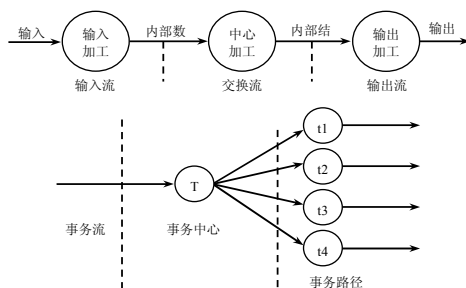 输入
输入
加工
内部数
中心
加工
内部结
输出
加工
输出
输入流
交换流
输出流
t1
t2
T
t3
t4
事务流
事务中心
事务路径